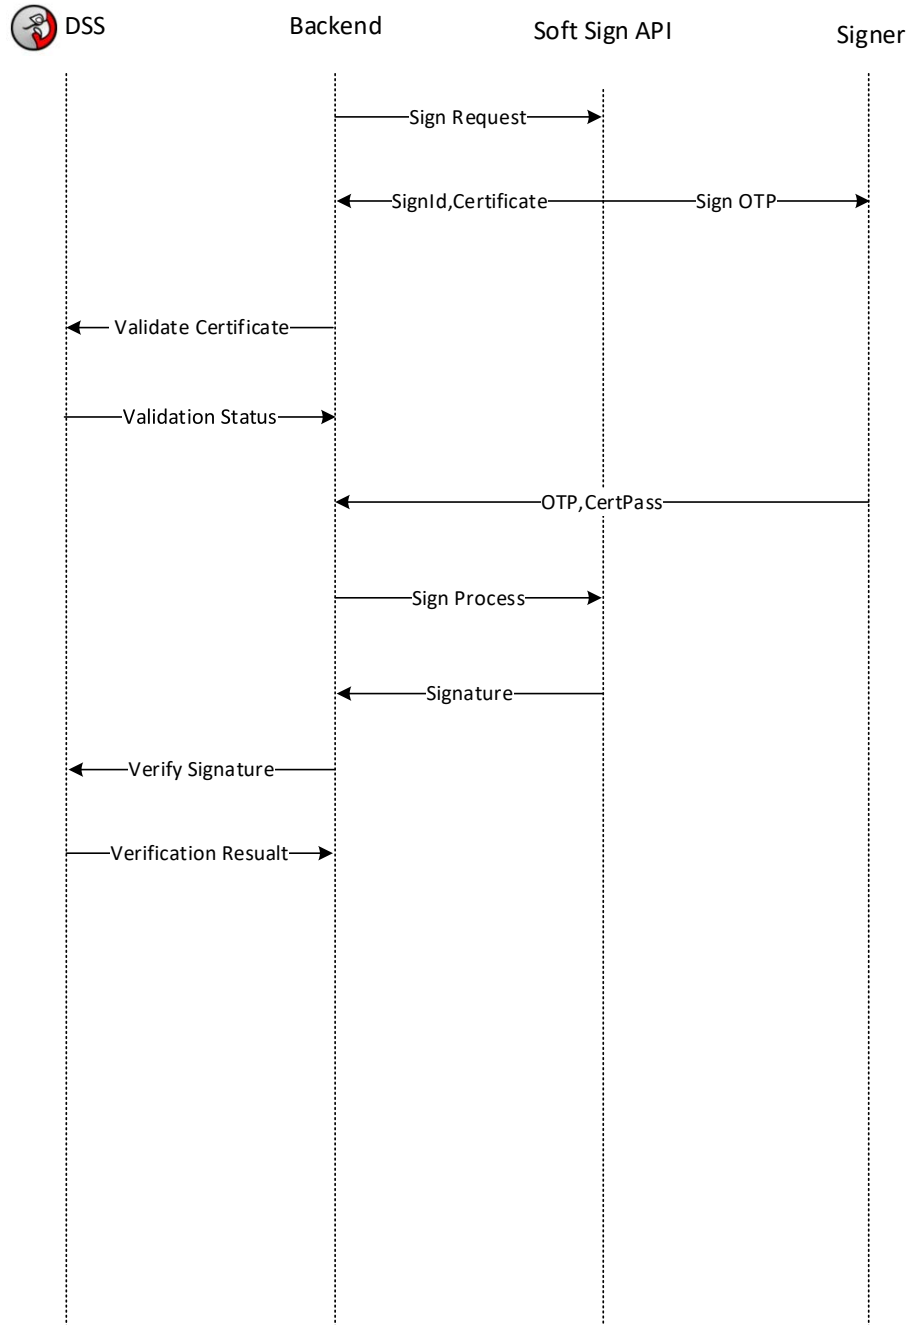 DSS
Backend
Soft Sign API
Signer
Sign Request
SignId,Certificate
Sign OTP
Validate Certificate
Validation Status
OTP,CertPass
Sign Process
Signature
Verify Signature
Verification Resualt